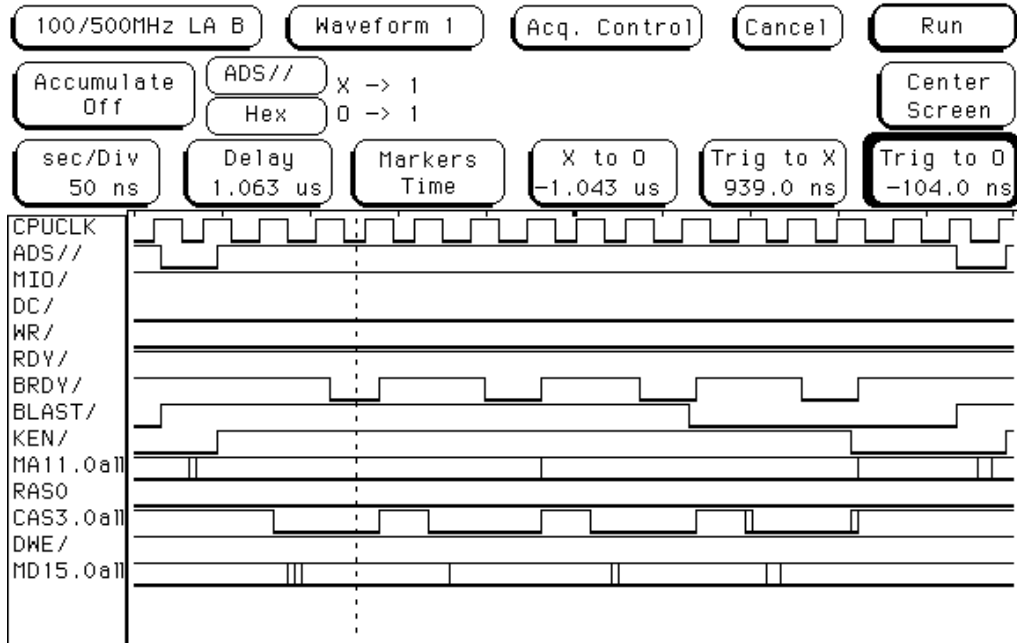 100/500MHz LA B Waveform 1 Acq. Control Cancel Run
Accumulate Off
ADS// X -> 1
Hex O -> 1
Center Screen
sec/Div 50 ns
Delay 1.063 us
Markers Time
X to O -1.043 us
Trig to X 939.0 ns
Trig to O -104.0 ns
CPUCLK
ADS//
MIO/
DC/
WR/
RDY/
BRDY/
BLAST/
KEN/
MA11.0all
RAS0
CAS3.0all
DWE/
MD15.0all